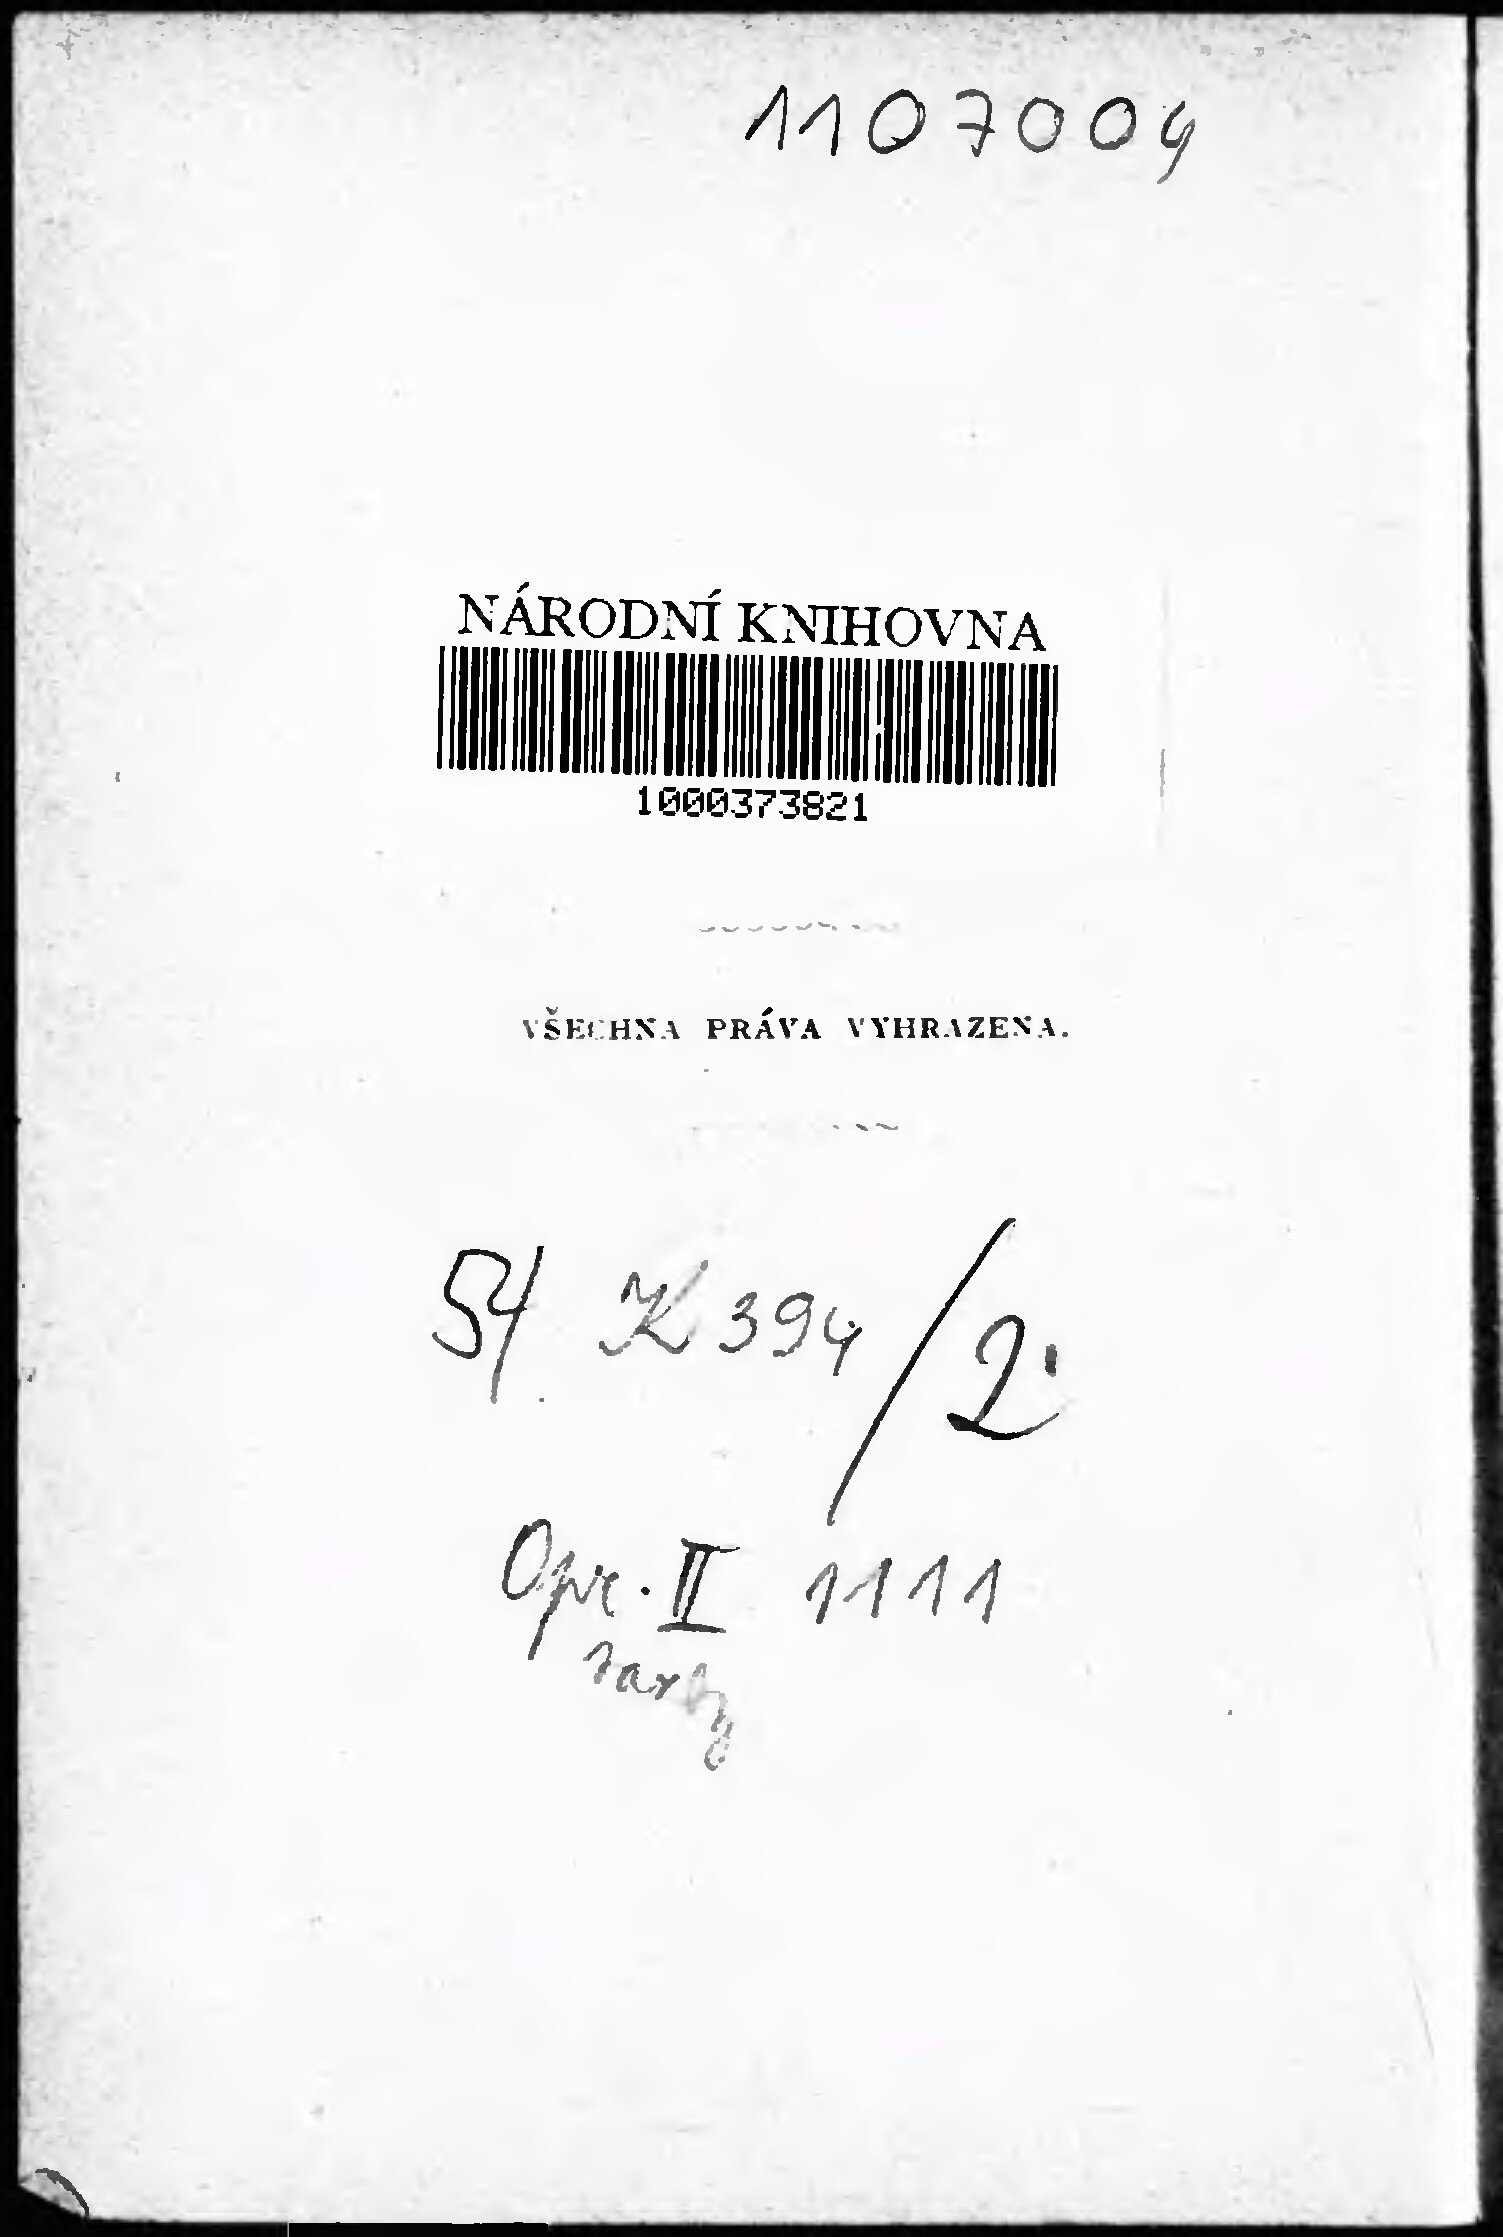 1107004
NÁRODNÍ KNIHOVNA
1000373821
VŠECHNA PRÁVA VYHRAZENA.
54 K 394/2
Opr. II 1111